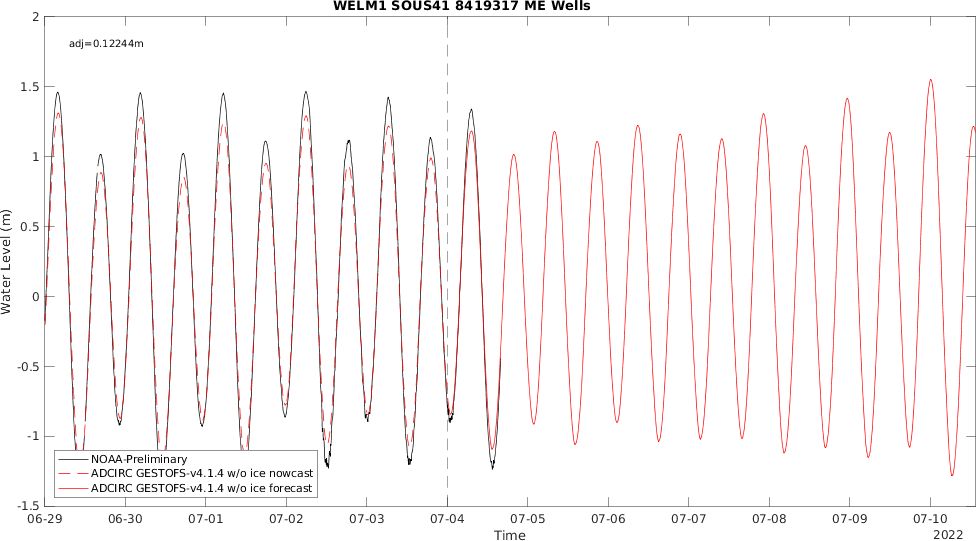 WELM1 SOUS41 8419317 ME Wells
2
adj=0.12244m
1.5
1
0.5
Water Level (m)
0
-0.5
-1
NOAA-Preliminary
ADCIRC GESTOFS-v4.1.4 w/o ice nowcast
ADCIRC GESTOFS-v4.1.4 w/o ice forecast
-1.5
06-29 06-30 07-01 07-02 07-03 07-04 07-05 07-06 07-07 07-08 07-09 07-10
Time
2022